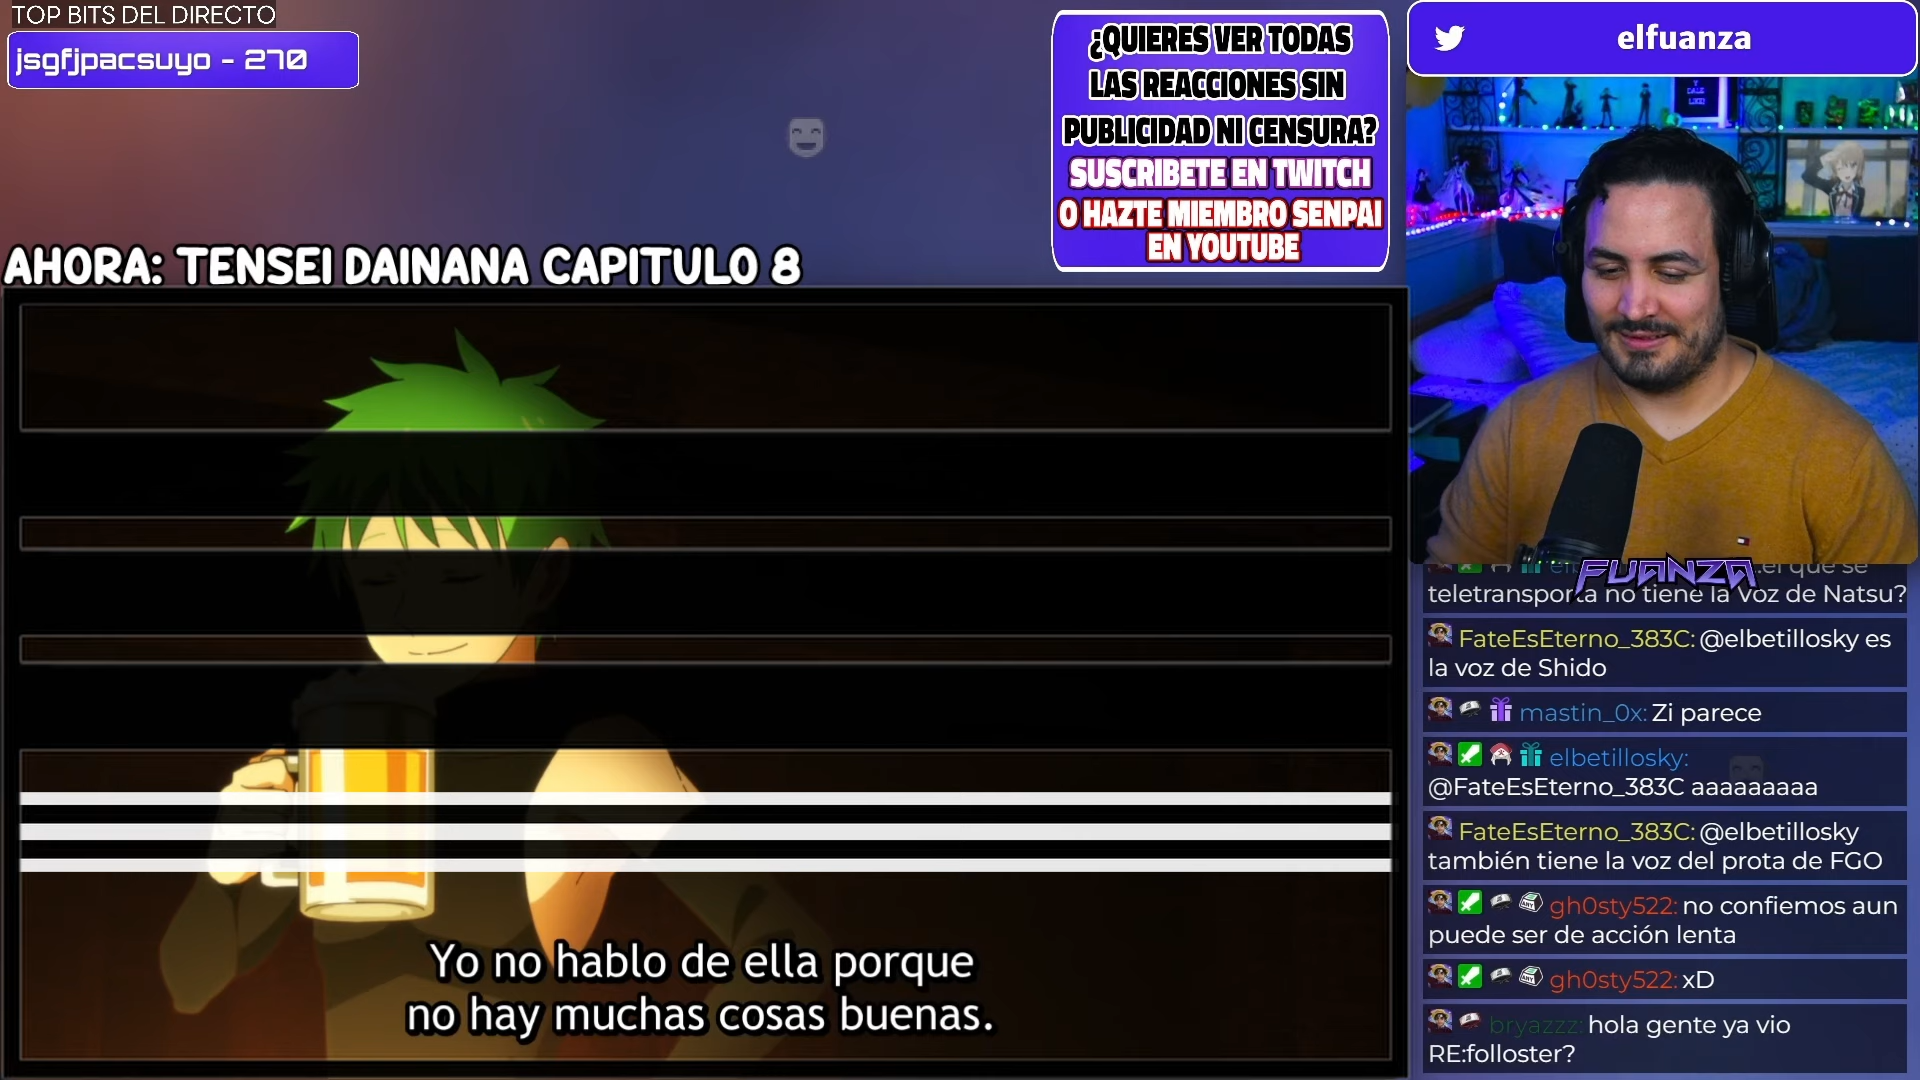 TOP BITS DEL DIRECTO
jsgfjpacsuyo - 270
¿QUIERES VER TODAS
LAS REACCIONES SIN
PUBLICIDAD NI CENSURA?
SUSCRIBETE EN TWITCH
O HAZTE MIEMBRO SENPAI
EN YOUTUBE
elfuanza
AHORA: TENSEI DAINANA CAPITULO 8
Yo no hablo de ella porque
no hay muchas cosas buenas.
FUANZA
el que se
teletransporta no tiene la voz de Natsu?
FateEsEterno_383C: @elbetillosky es
la voz de Shido
mastin_0x: Zi parece
elbetillosky:
@FateEsEterno_383C aaaaaaaaa
FateEsEterno_383C: @elbetillosky
también tiene la voz del prota de FGO
gh0sty522: no confiemos aun
puede ser de acción lenta
gh0sty522: xD
bryazzz: hola gente ya vio
RE:folloster?